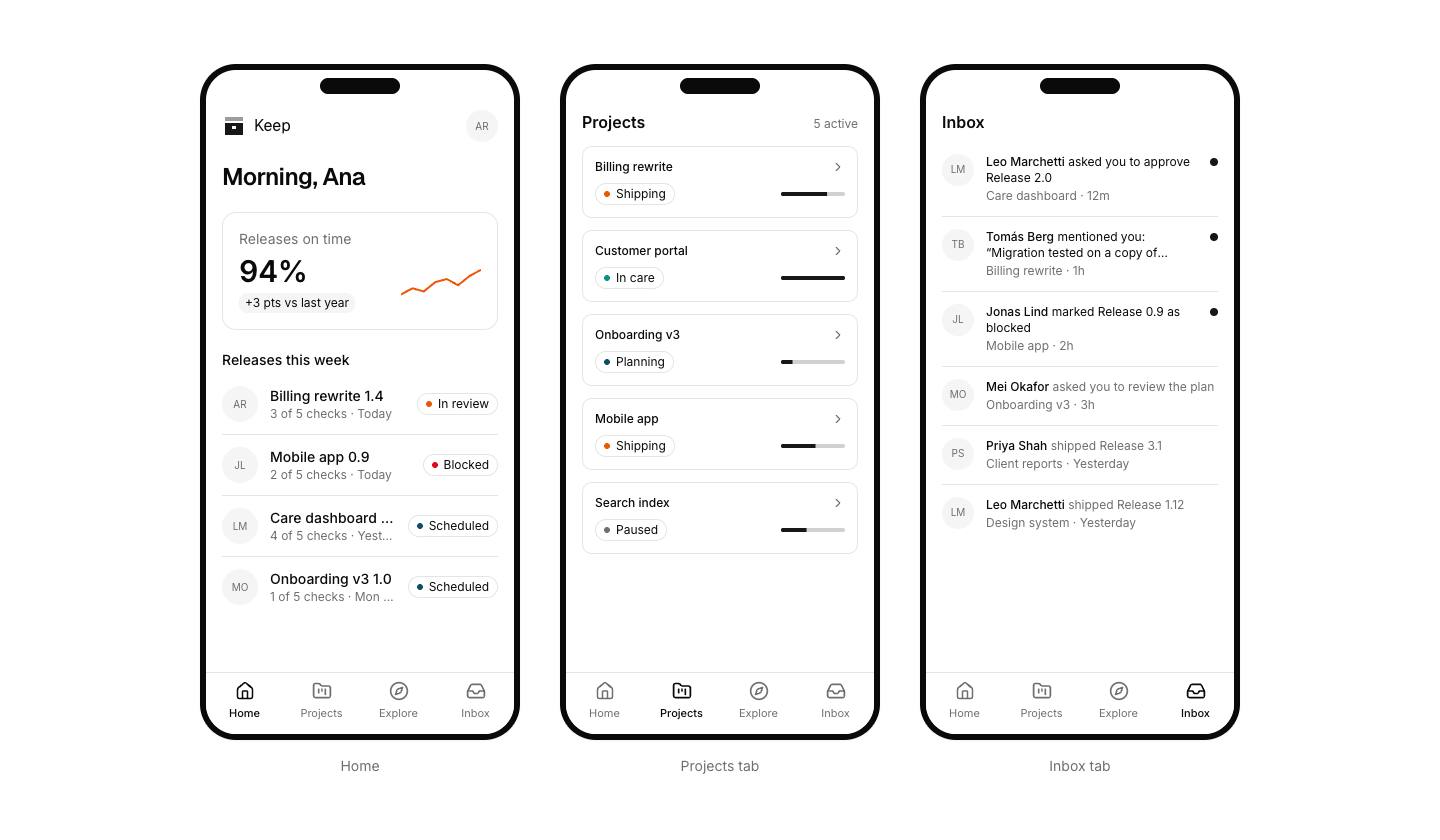 Keep
AR
Morning, Ana
Releases on time
94%
+3 pts vs last year
Releases this week
AR
Billing rewrite 1.4
3 of 5 checks · Today
In review
JL
Mobile app 0.9
2 of 5 checks · Today
Blocked
LM
Care dashboard ...
4 of 5 checks · Yest...
Scheduled
MO
Onboarding v3 1.0
1 of 5 checks · Mon ...
Scheduled
Home
Projects
Explore
Inbox
Home
Projects
5 active
Billing rewrite
Shipping
Customer portal
In care
Onboarding v3
Planning
Mobile app
Shipping
Search index
Paused
Home
Projects
Explore
Inbox
Projects tab
Inbox
LM
Leo Marchetti asked you to approve
Release 2.0
Care dashboard · 12m
TB
Tomás Berg mentioned you:
“Migration tested on a copy of...
Billing rewrite · 1h
JL
Jonas Lind marked Release 0.9 as
blocked
Mobile app · 2h
MO
Mei Okafor asked you to review the plan
Onboarding v3 · 3h
PS
Priya Shah shipped Release 3.1
Client reports · Yesterday
LM
Leo Marchetti shipped Release 1.12
Design system · Yesterday
Home
Projects
Explore
Inbox
Inbox tab